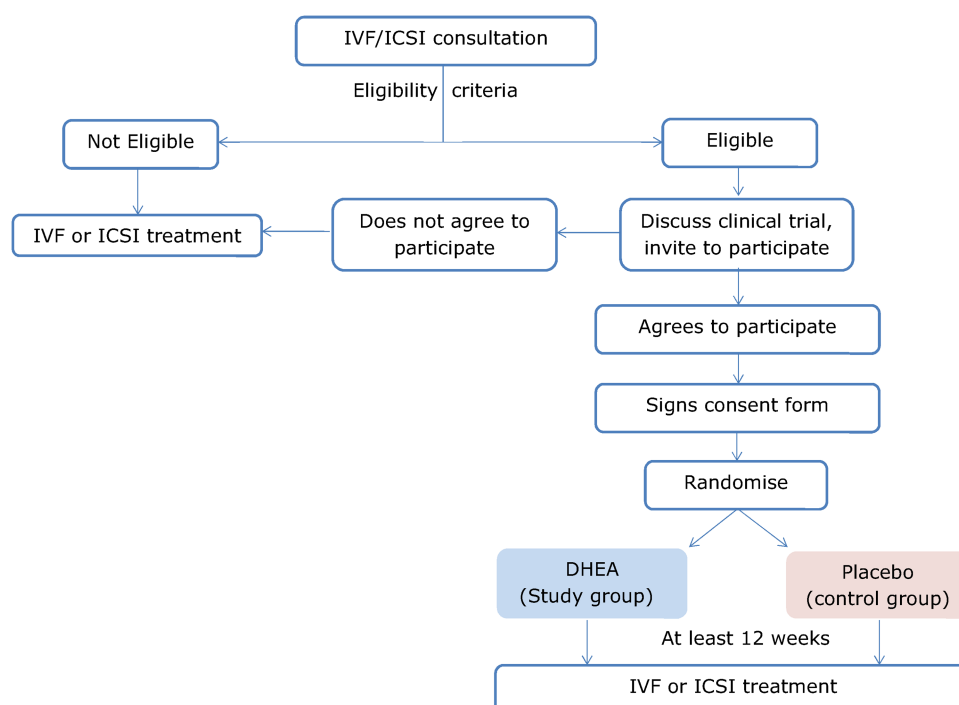 IVF/ICSI consultation
Eligibility criteria
Not Eligible
Eligible
IVF or ICSI treatment
Does not agree to
participate
Discuss clinical trial,
invite to participate
Agrees to participate
Signs consent form
Randomise
DHEA
(Study group)
Placebo
(control group)
At least 12 weeks
IVF or ICSI treatment